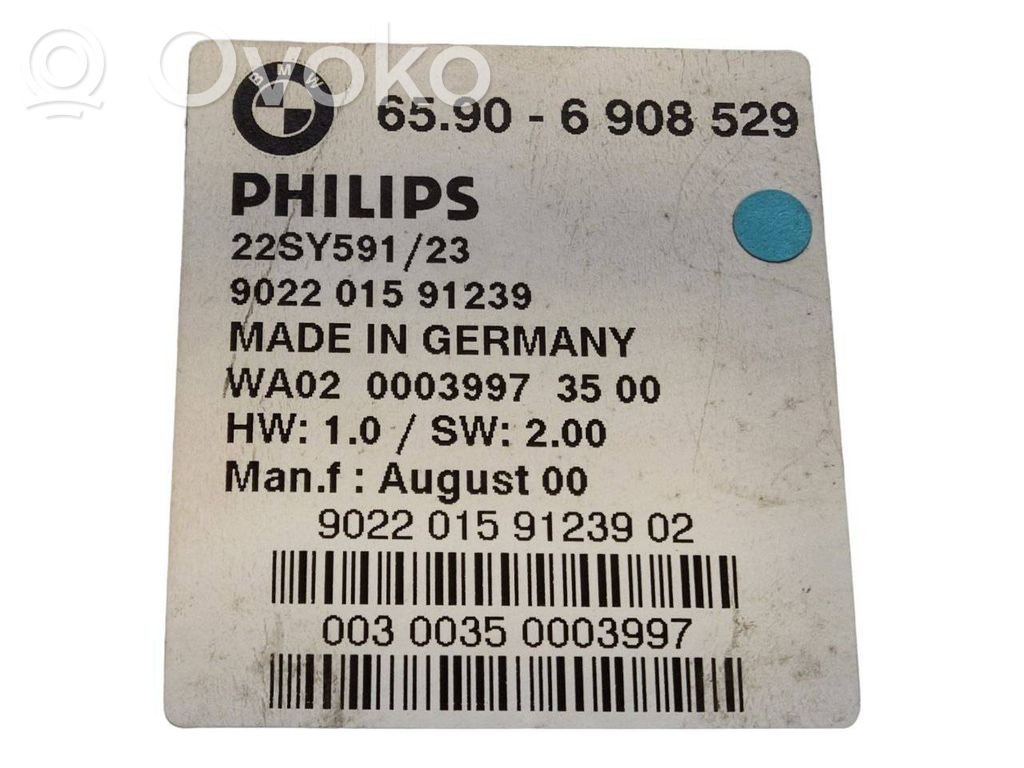 Ovoko
BMW
65.90 - 6 908 529
PHILIPS
22SY591/23
9022 015 91239
MADE IN GERMANY
WA02 0003997 35 00
HW: 1.0 / SW: 2.00
Man.f : August 00
9022 015 91239 02
003 0035 0003997